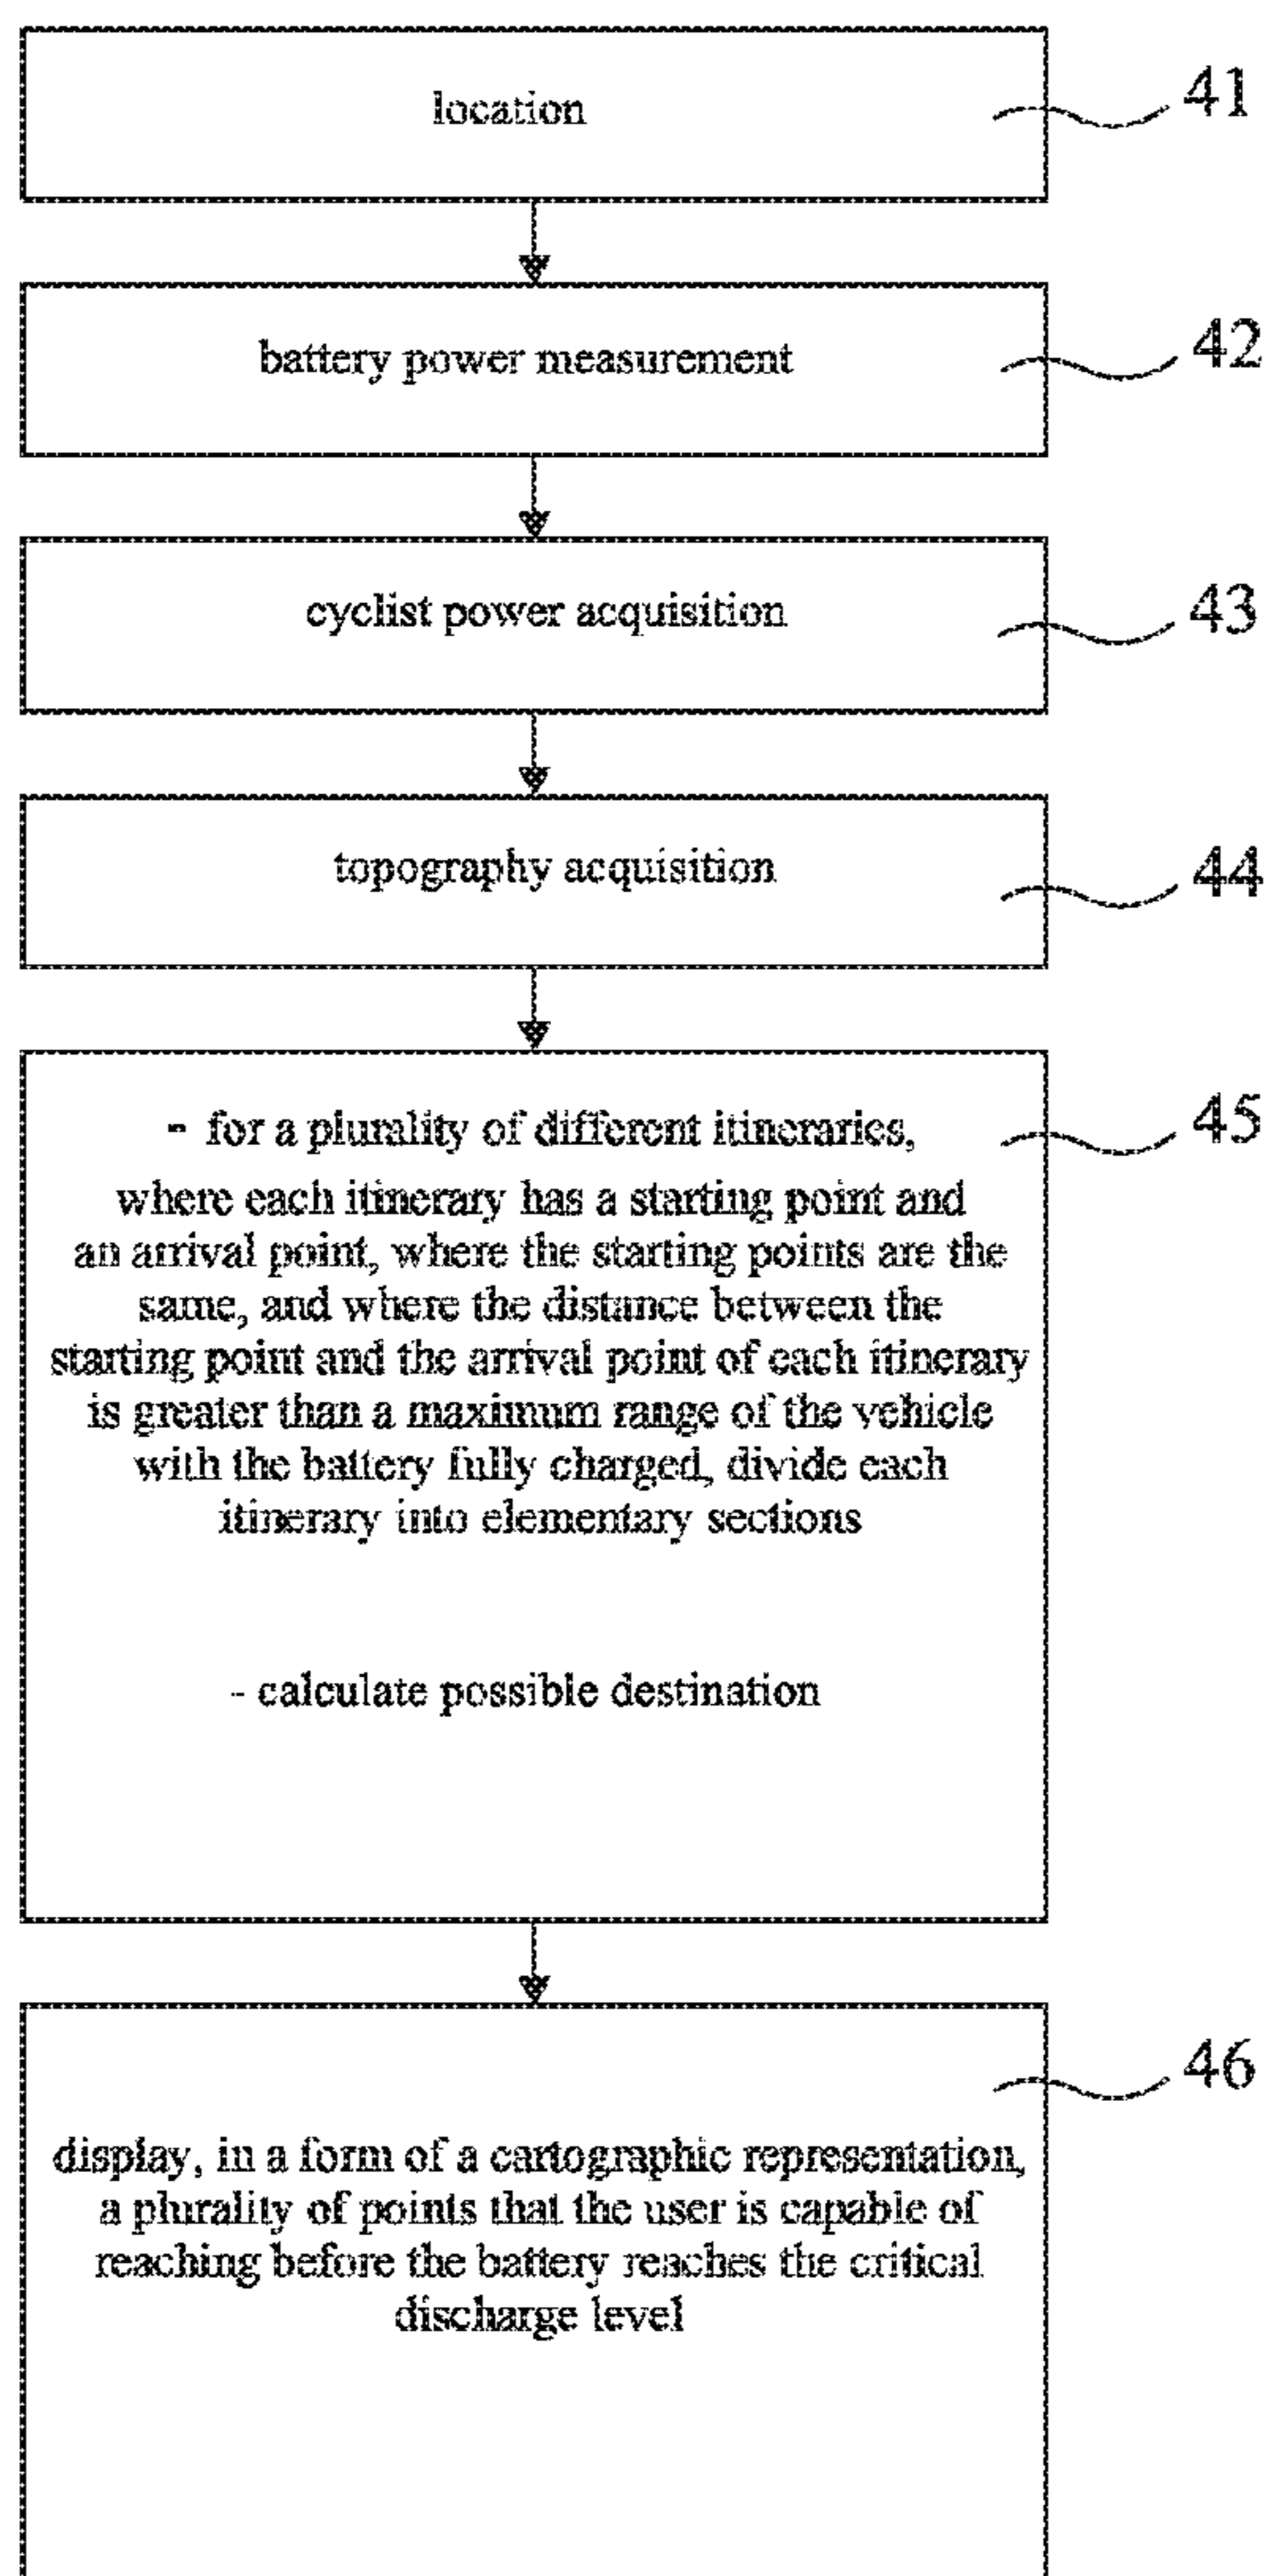 location
41
battery power measurement
42
cyclist power acquisition
43
topography acquisition
44
- for a plurality of different itineraries,
45
where each itinerary has a starting point and
an arrival point, where the starting points are the
same, and where the distance between the
starting point and the arrival point of each itinerary
is greater than a maximum range of the vehicle
with the battery fully charged, divide each
itinerary into elementary sections
- calculate possible destination
46
display, in a form of a cartographic representation,
a plurality of points that the user is capable of
reaching before the battery reaches the critical
discharge level